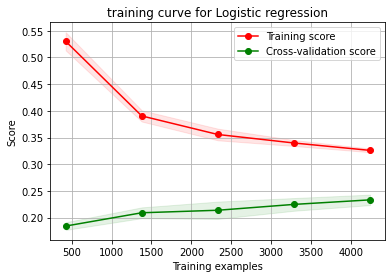 training curve for Logistic regression
Training score
Cross-validation score
Score
0.55
0.50
0.45
0.40
0.35
0.30
0.25
0.20
500 1000 1500 2000 2500 3000 3500 4000
Training examples